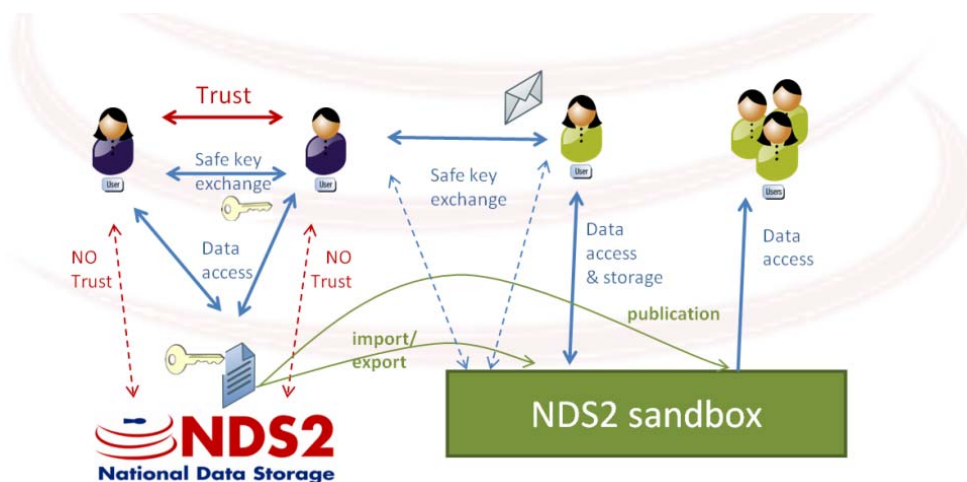 Trust
Safe key
exchange
User
User
Safe key
exchange
User
Users
NO
Trust
Data
access
NO
Trust
Data
access
& storage
Data
access
publication
import/
export
NDS2 sandbox
NDS2
National Data Storage